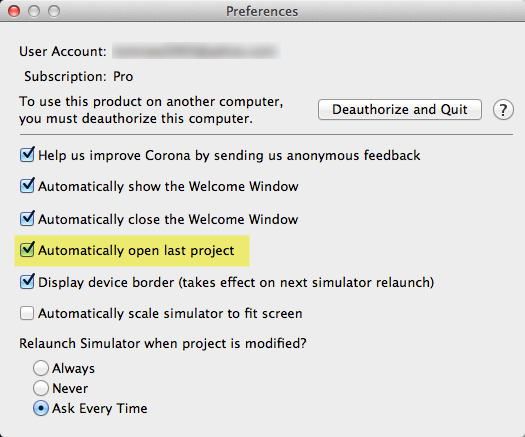 Preferences
User Account:
Subscription: Pro
To use this product on another computer,
you must deauthorize this computer.
Deauthorize and Quit
?
Help us improve Corona by sending us anonymous feedback
Automatically show the Welcome Window
Automatically close the Welcome Window
Automatically open last project
Display device border (takes effect on next simulator relaunch)
Automatically scale simulator to fit screen
Relaunch Simulator when project is modified?
Always
Never
Ask Every Time